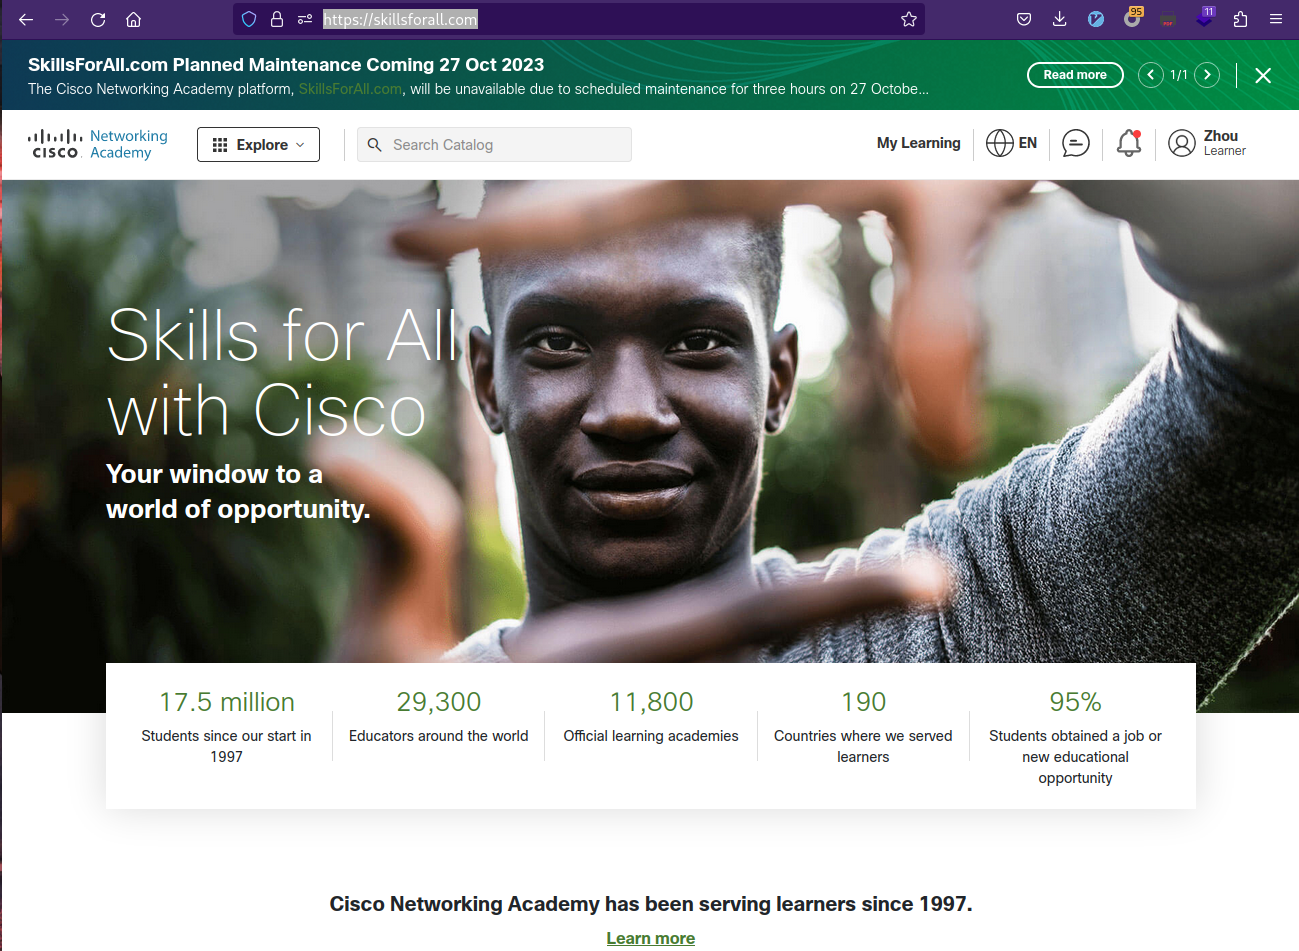 https://skillsforall.com
95
PDF
11
SkillsForAll.com Planned Maintenance Coming 27 Oct 2023
The Cisco Networking Academy platform, SkillsForAll.com, will be unavailable due to scheduled maintenance for three hours on 27 Octobe...
Read more
1/1
CISCO
Networking
Academy
Explore
Search Catalog
My Learning
EN
Zhou
Learner
Skills for All
with Cisco
Your window to a
world of opportunity.
17.5 million
Students since our start in
1997
29,300
Educators around the world
11,800
Official learning academies
190
Countries where we served
learners
95%
Students obtained a job or
new educational
opportunity
Cisco Networking Academy has been serving learners since 1997.
Learn more